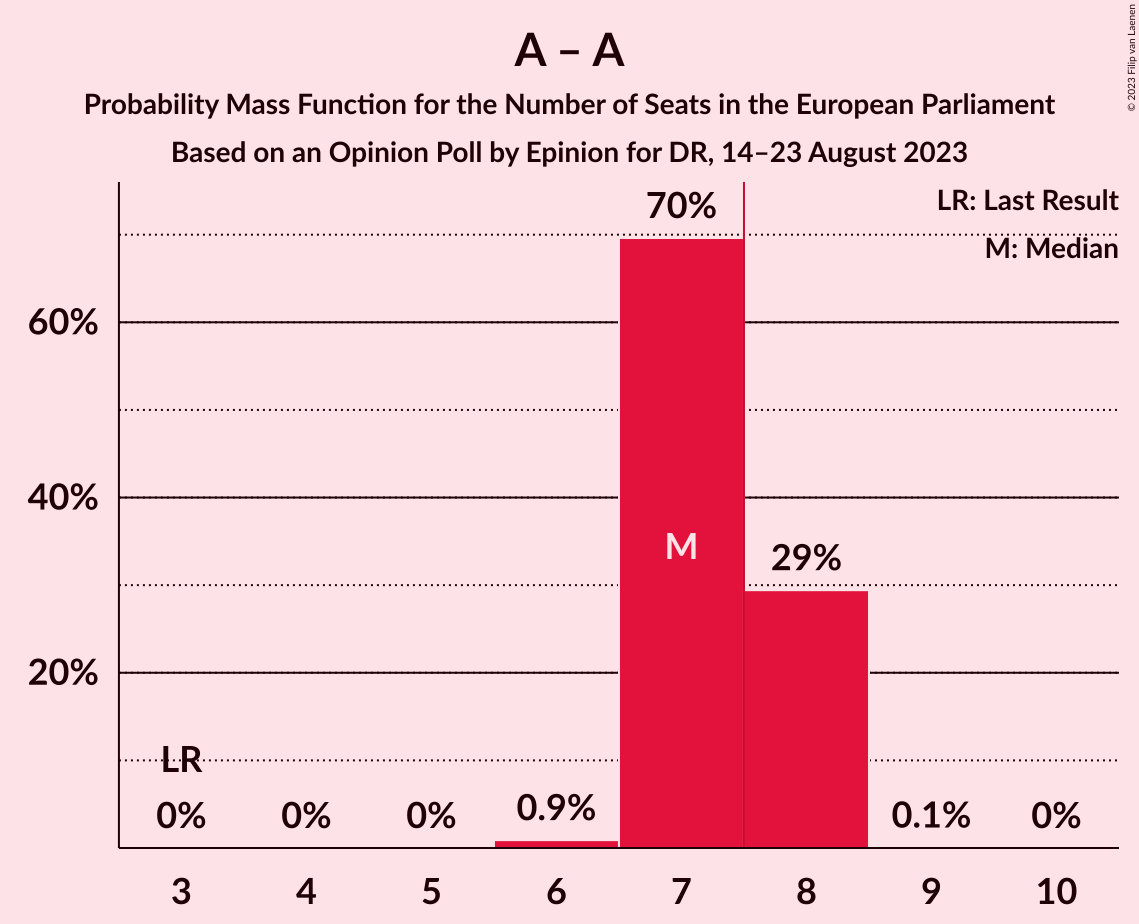 A – A
Probability Mass Function for the Number of Seats in the European Parliament
Based on an Opinion Poll by Epinion for DR, 14–23 August 2023
© 2023 Filip van Laenen
LR: Last Result
M: Median
70%
60%
40%
M
29%
20%
LR
0%
0%
0%
0.9%
0.1%
0%
3
4
5
6
7
8
9
10